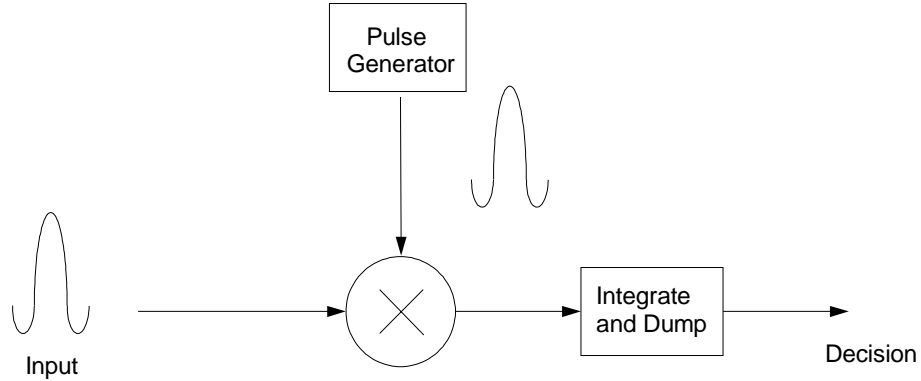 Pulse
Generator
Integrate
and Dump
Input
Decision